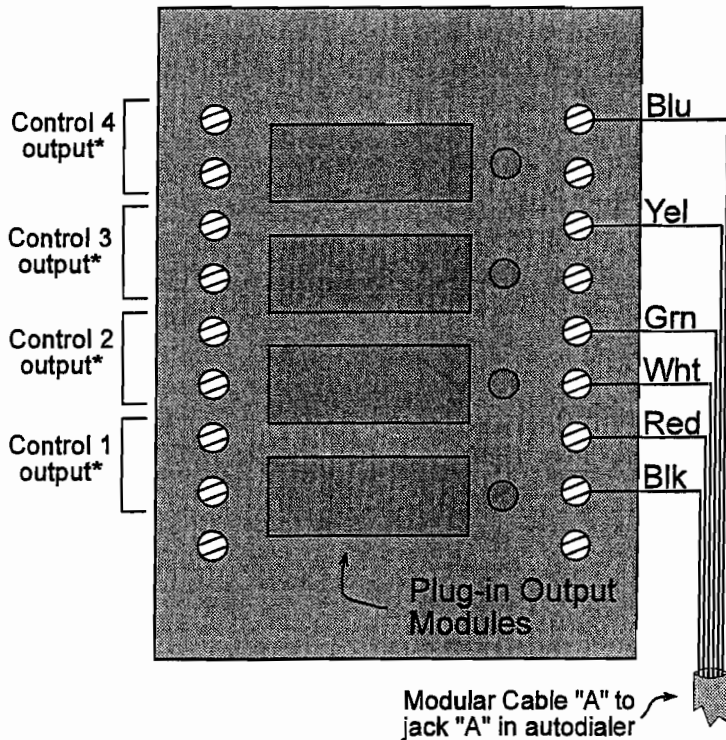 Control 4
output*
Blu
Control 3
output*
Yel
Control 2
output*
Grn
Wht
Control 1
output*
Red
Blk
Plug-in Output
Modules
Modular Cable "A" to
jack "A" in autodialer